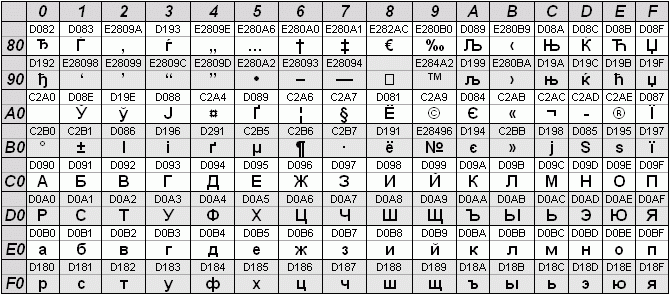 0 1 2 3 4 5 6 7 8 9 A B C D E F
D082 D083 E2809A D193 E2809E E280A6 E280A0 E280A1 E282AC E280B0 D089 E280B9 D08A D08C D08B D08F
80 Ђ Ѓ ‚ ѓ „ … † ‡ € ‰ Љ ‹ Њ Ќ Ћ Џ
D192 E28098 E28099 E2809C E2809D E280A2 E28093 E28094 E284A2 D199 E280BA D19A D19C D19B D19F
90 ђ ‘ ’ “ ” • – — □ ™ љ › њ ќ ћ џ
C2A0 D08E D19E D088 C2A4 D089 C2A6 C2A7 D081 C2A9 D084 C2AB C2AC C2AD C2AE D087
A0 Ў ў Ј ¤ Ґ ¦ § Ё © Є « ¬ - ® Ї
C2B0 C2B1 D086 D196 D291 C2B5 C2B6 C2B7 D191 E28496 D194 C2BB D198 D085 D195 D197
B0 ° ± І і ґ µ ¶ · ё № є » ј Ѕ ѕ ї
D090 D091 D092 D093 D094 D095 D096 D097 D098 D099 D09A D09B D09C D09D D09E D09F
C0 А Б В Г Д Е Ж З И Й К Л М Н О П
D0A0 D0A1 D0A2 D0A3 D0A4 D0A5 D0A6 D0A7 D0A8 D0A9 D0AA D0AB D0AC D0AD D0AE D0AF
D0 Р С Т У Ф Х Ц Ч Ш Щ Ъ Ы Ь Э Ю Я
D0B0 D0B1 D0B2 D0B3 D0B4 D0B5 D0B6 D0B7 D0B8 D0B9 D0BA D0BB D0BC D0BD D0BE D0BF
E0 а б в г д е ж з и й к л м н о п
D180 D181 D182 D183 D184 D185 D186 D187 D188 D189 D18A D18B D18C D18D D18E D18F
F0 р с т у ф х ц ч ш щ ъ ы ь э ю я